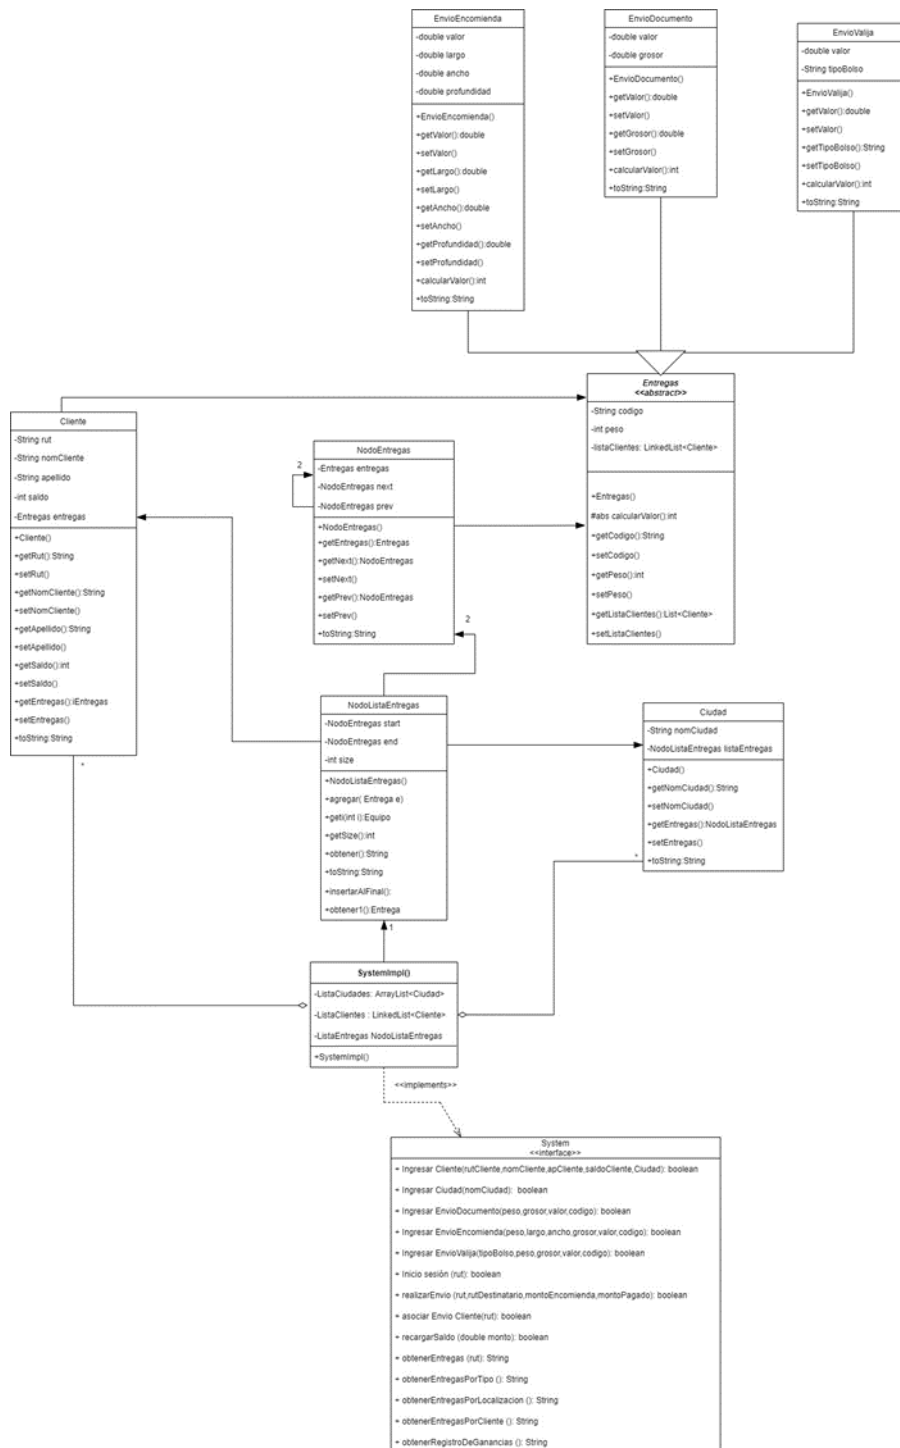 EnvioEncomienda
-double valor
-double largo
-double ancho
-double profundidad
+EnvioEncomienda()
+getValor():double
+setValor()
+getLargo():double
+setLargo()
+getAncho():double
+setAncho()
+getProfundidad():double
+setProfundidad()
+calcularValor():int
+toString:String
EnvioDocumento
-double valor
-double grosor
+EnvioDocumento()
+getValor():double
+setValor()
+getGrosor():double
+setGrosor()
+calcularValor():int
+toString:String
EnvioValija
-double valor
-String tipoBolso
+EnvioValija()
+getValor():double
+setValor()
+getTipoBolso():String
+setTipoBolso()
+calcularValor():int
+toString:String
Entregas
<<abstract>>
-String codigo
-int peso
-listaClientes: LinkedList<Cliente>
+Entregas()
#abs calcularValor():int
+getCodigo():String
+setCodigo()
+getPeso():int
+setPeso()
+getListaClientes():List<Cliente>
+setListaClientes()
Cliente
-String rut
-String nomCliente
-String apellido
-int saldo
-Entregas entregas
+Cliente()
+getRut():String
+setRut()
+getNomCliente():String
+setNomCliente()
+getApellido():String
+setApellido()
+getSaldo():int
+setSaldo()
+getEntregas():iEntregas
+setEntregas()
+toString:String
*
NodoEntregas
2
-Entregas entregas
-NodoEntregas next
-NodoEntregas prev
+NodoEntregas()
+getEntregas():Entregas
+getNext():NodoEntregas
+setNext()
+getPrev():NodoEntregas
+setPrev()
+toString:String
2
NodoListaEntregas
-NodoEntregas start
-NodoEntregas end
-int size
+NodoListaEntregas()
+agregar( Entrega e)
+geti(int i):Equipo
+getSize():int
+obtener():String
+toString:String
+insertarAlFinal():
+obtener1():Entrega
1
Ciudad
-String nomCiudad
-NodoListaEntregas listaEntregas
+Ciudad()
+getNomCiudad():String
+setNomCiudad()
+getEntregas():NodoListaEntregas
+setEntregas()
+toString:String
*
SystemImpl()
-ListaCiudades: ArrayList<Ciudad>
-ListaClientes : LinkedList<Cliente>
-ListaEntregas NodoListaEntregas
+SystemImpl()
<<implements>>
System
<<interface>>
+ Ingresar Cliente(rutCliente,nomCliente,apCliente,saldoCliente,Ciudad): boolean
+ Ingresar Ciudad(nomCiudad): boolean
+ Ingresar EnvioDocumento(peso,grosor,valor,codigo): boolean
+ Ingresar EnvioEncomienda(peso,largo,ancho,grosor,valor,codigo): boolean
+ Ingresar EnvioValija(tipoBolso,peso,grosor,valor,codigo): boolean
+ Inicio sesión (rut): boolean
+ realizarEnvio (rut,rutDestinatario,montoEncomienda,montoPagado): boolean
+ asociar Envio Cliente(rut): boolean
+ recargarSaldo (double monto): boolean
+ obtenerEntregas (rut): String
+ obtenerEntregasPorTipo (): String
+ obtenerEntregasPorLocalizacion (): String
+ obtenerEntregasPorCliente (): String
+ obtenerRegistroDeGanancias (): String